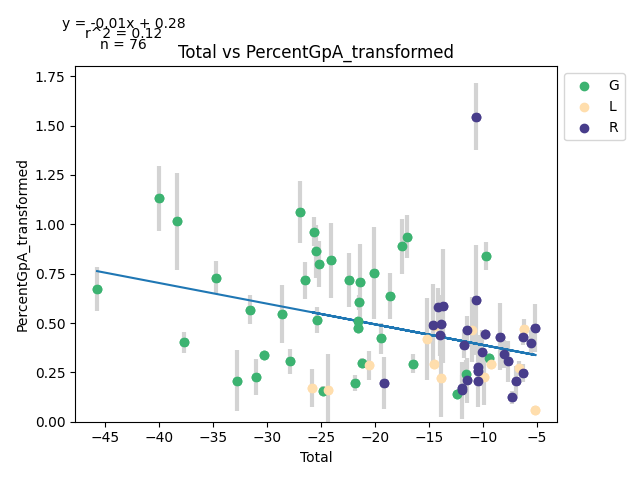 y = -0.01x + 0.28
r^2 = 0.12
n = 76
Total vs PercentGpA_transformed
G
L
R
PercentGpA_transformed
1.75
1.50
1.25
1.00
0.75
0.50
0.25
0.00
−45 −40 −35 −30 −25 −20 −15 −10 −5
Total